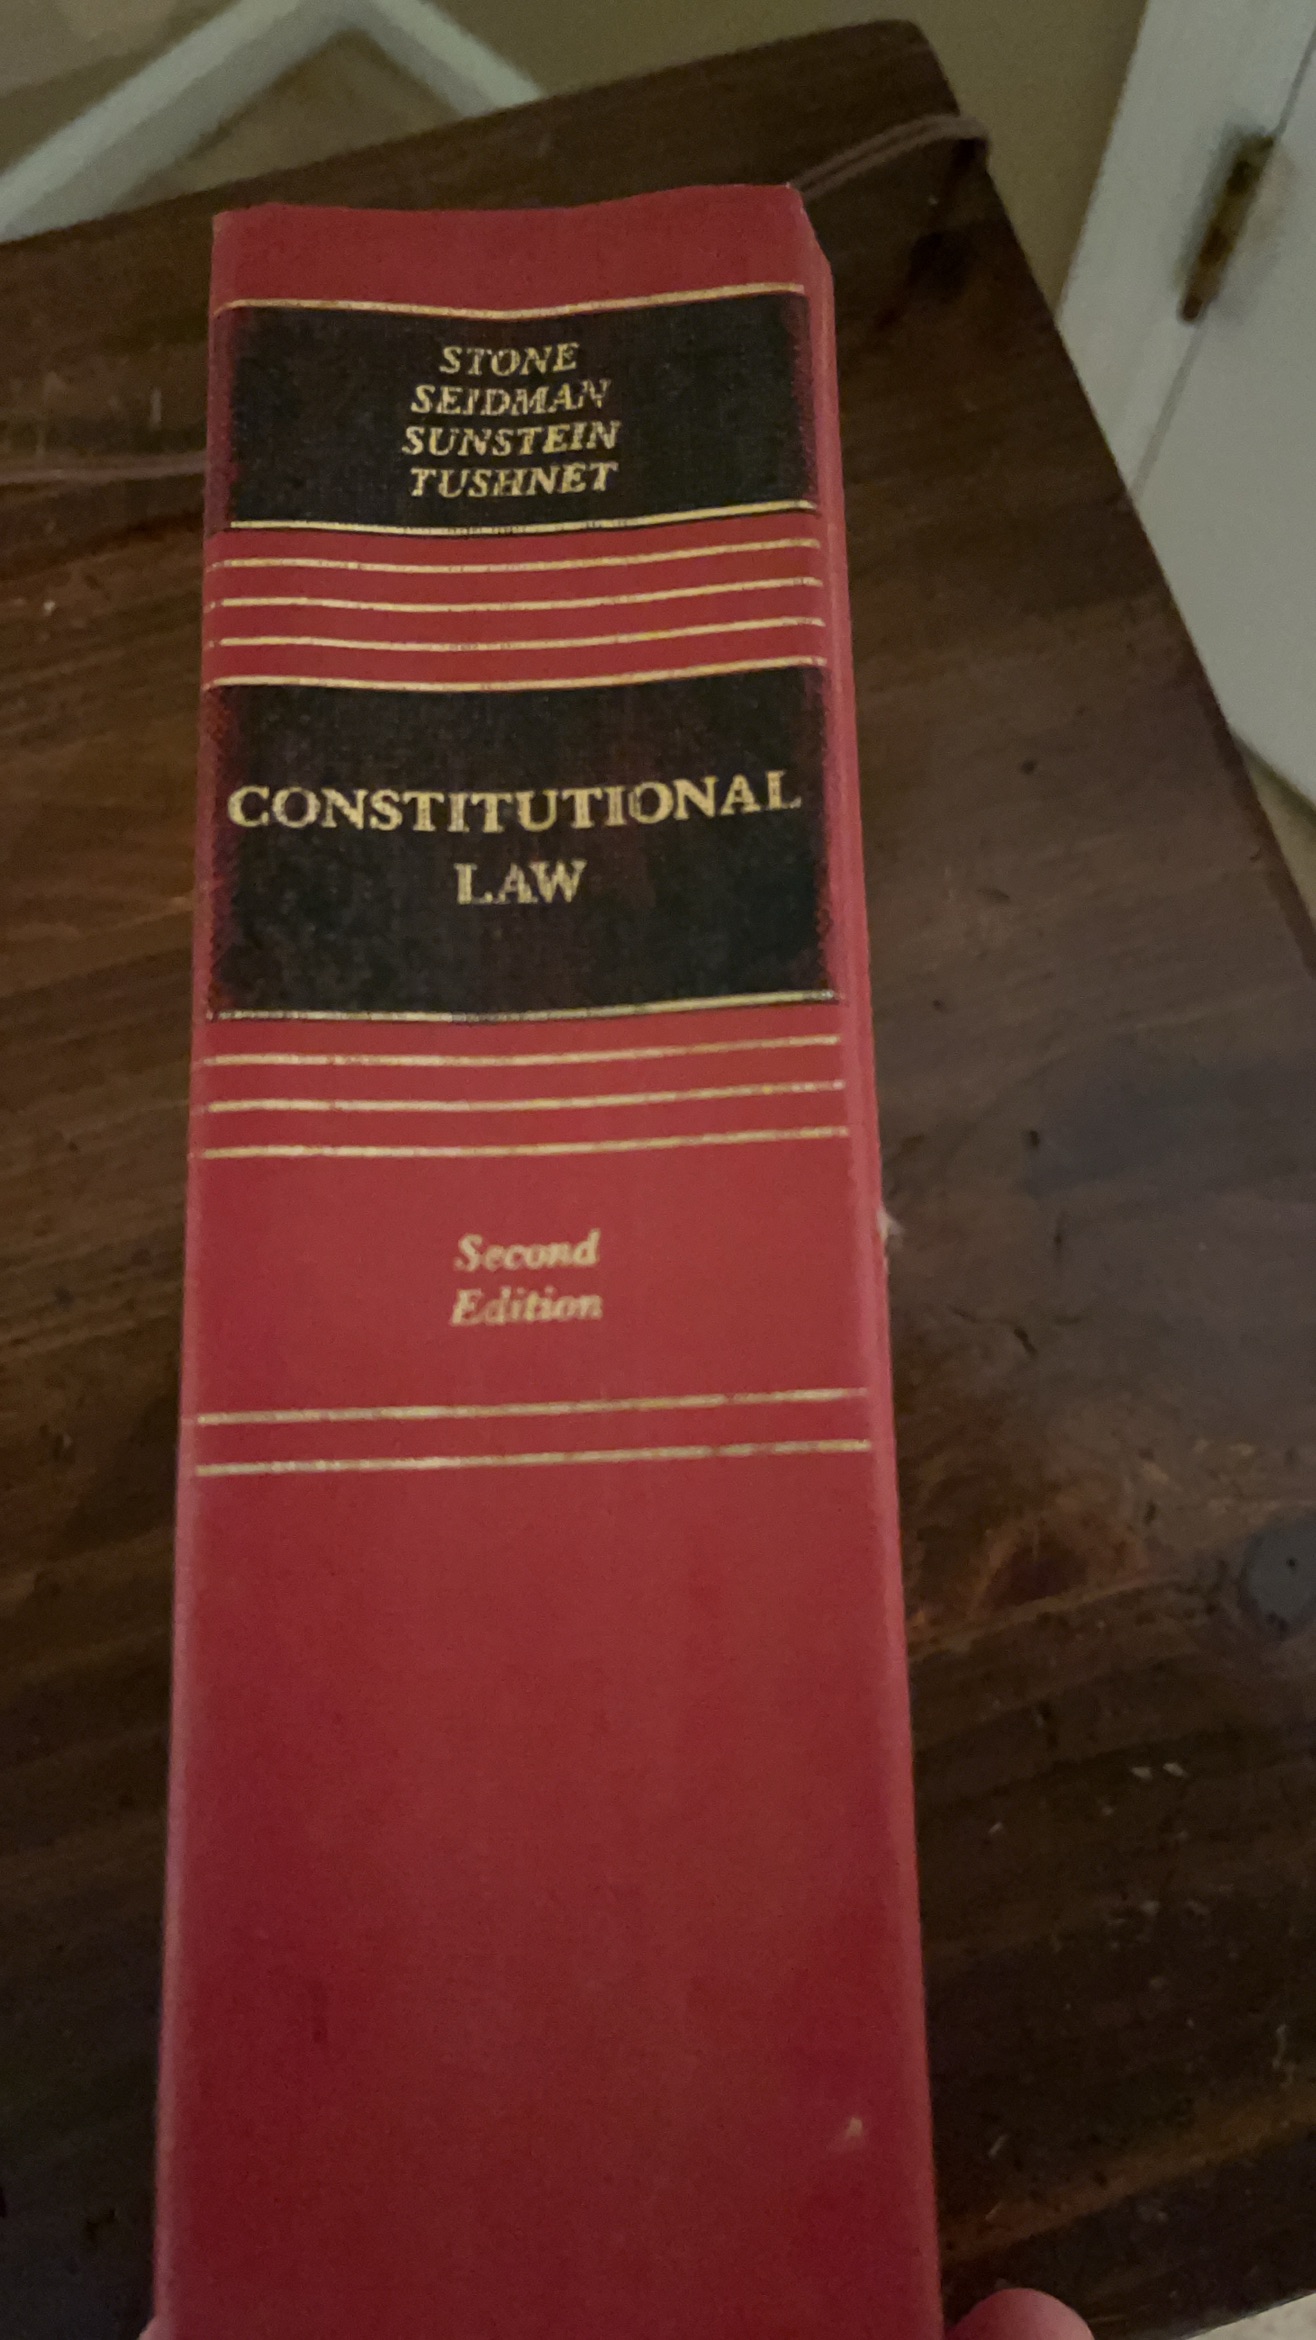 STONE
SEIDMAN
SUNSTEIN
TUSHNET
CONSTITUTIONAL
LAW
Second
Edition